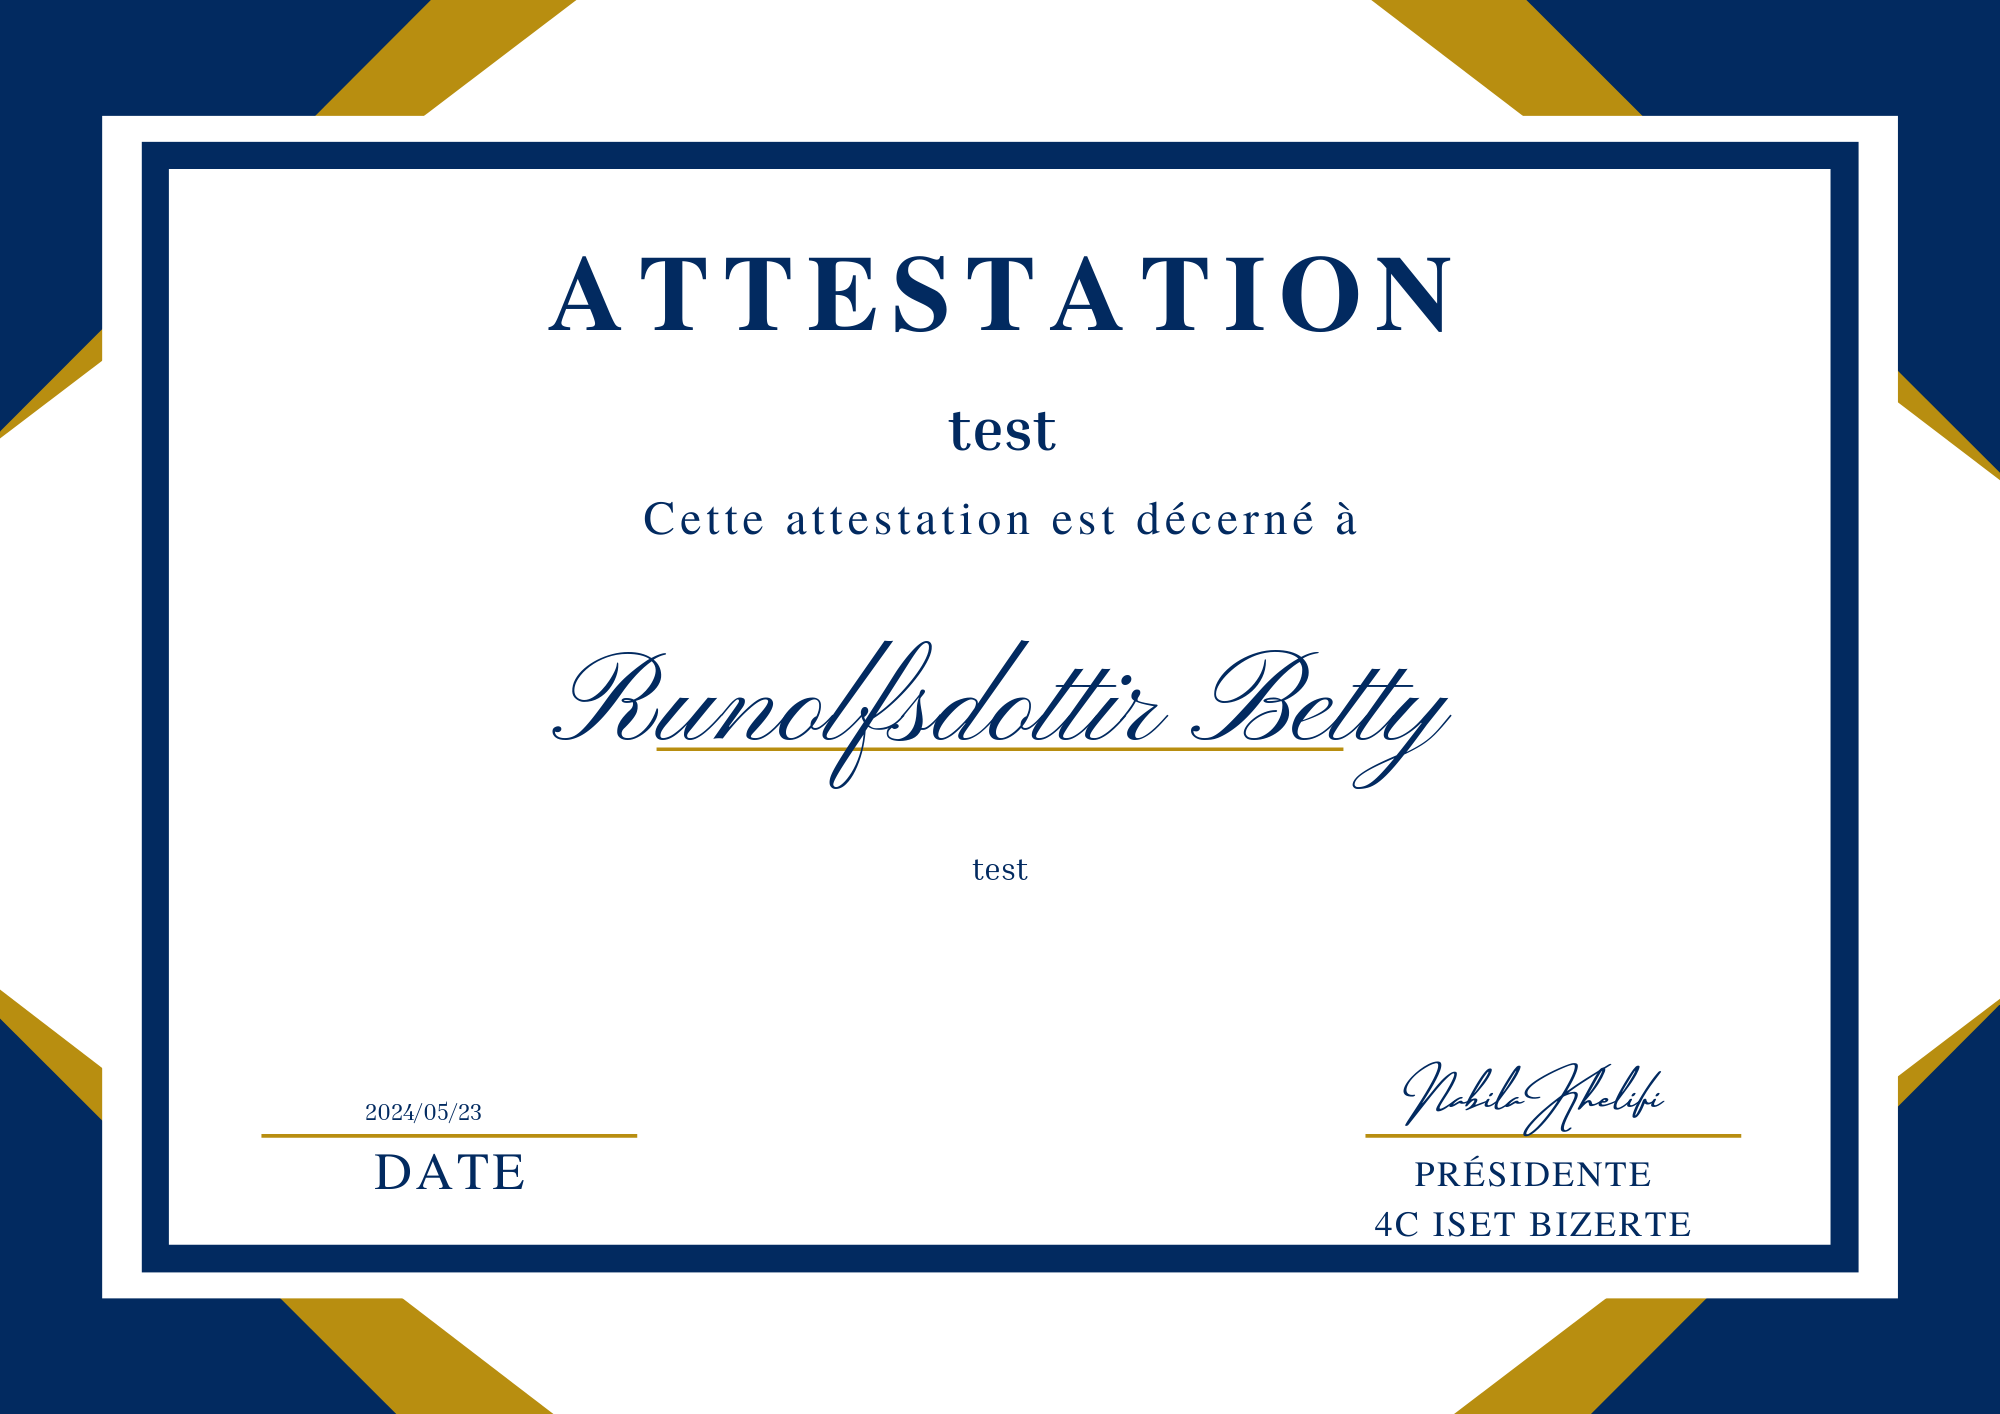 ATTESTATION
test
Cette attestation est décerné à
Runolfsdottir Betty
test
2024/05/23
DATE
Nabila Khelifi
PRÉSIDENTE
4C ISET BIZERTE